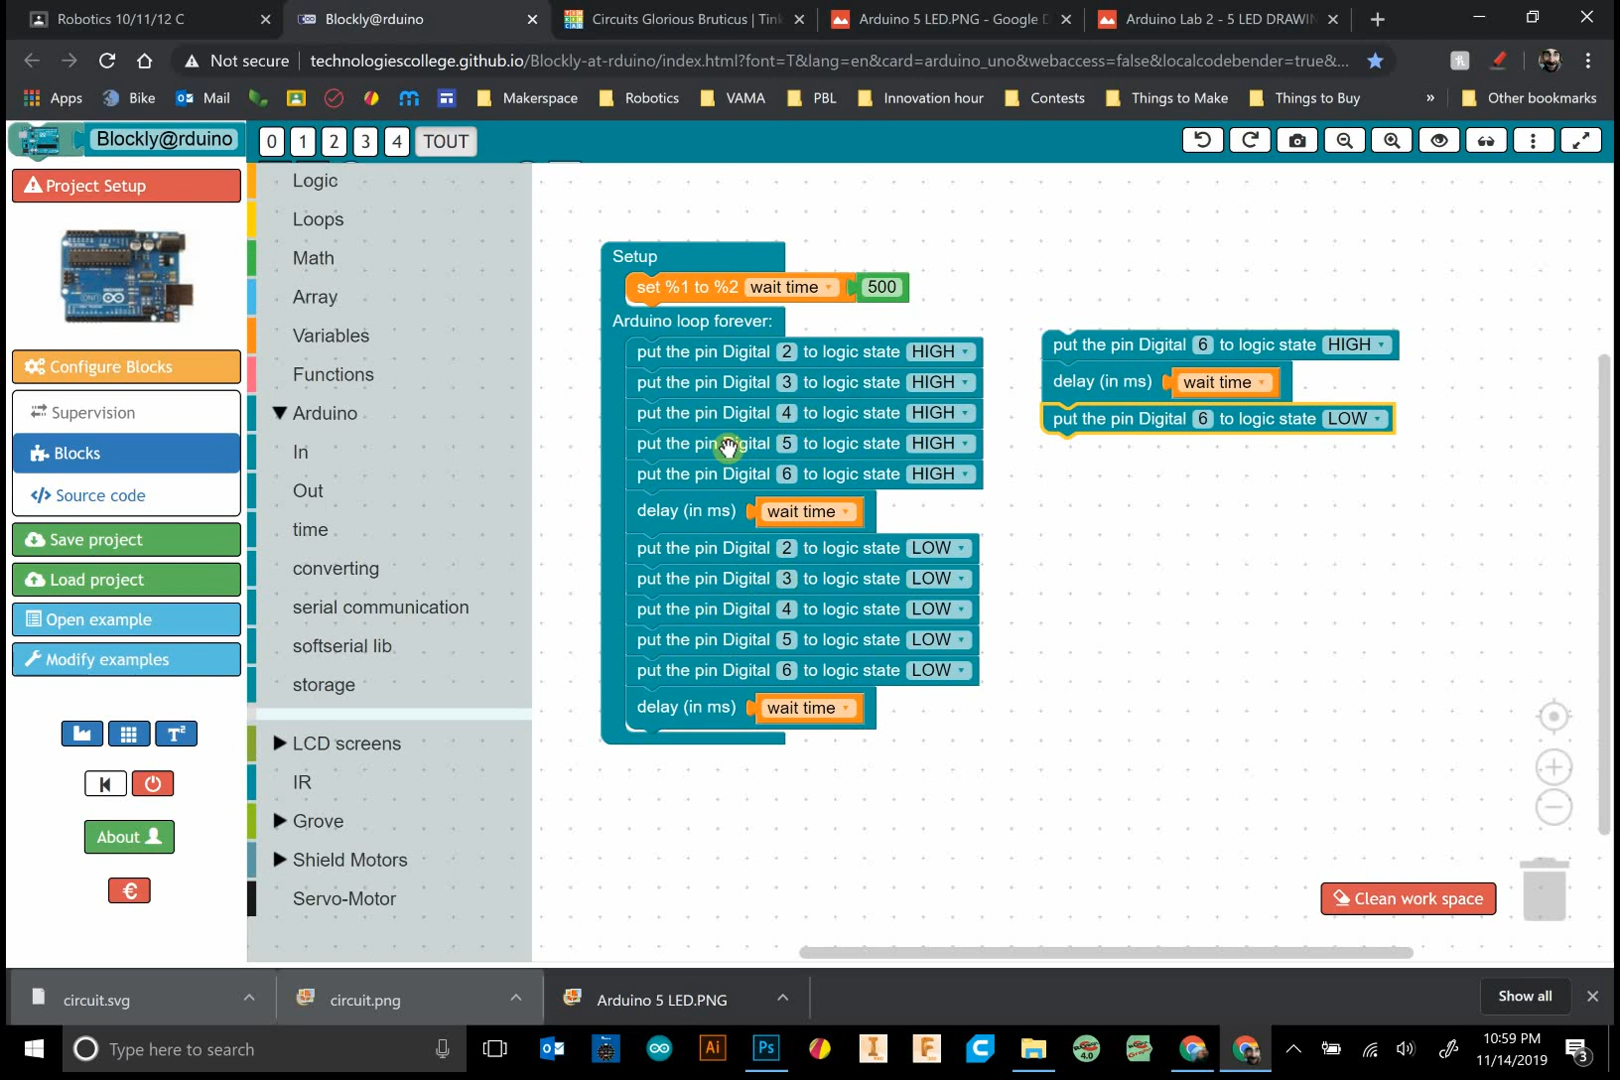 Robotics 10/11/12 C
Blockly@rduino
Circuits Glorious Bruticus | Tink
Arduino 5 LED.PNG - Google D
Arduino Lab 2 - 5 LED DRAWIN
Not secure
technologiescollege.github.io/Blockly-at-rduino/index.html?font=T&lang=en&card=arduino_uno&webaccess=false&localcodebender=true&...
Apps
Bike
Mail
Makerspace
Robotics
VAMA
PBL
Innovation hour
Contests
Things to Make
Things to Buy
»
Other bookmarks
Blockly@rduino
0
1
2
3
4
TOUT
Project Setup
Configure Blocks
Supervision
Blocks
Source code
Save project
Load project
Open example
Modify examples
About
Logic
Loops
Math
Array
Variables
Functions
Arduino
In
Out
time
converting
serial communication
softserial lib
storage
LCD screens
IR
Grove
Shield Motors
Servo-Motor
Setup
set %1 to %2 wait time 500
Arduino loop forever:
put the pin Digital 2 to logic state HIGH
put the pin Digital 3 to logic state HIGH
put the pin Digital 4 to logic state HIGH
put the pin Digital 5 to logic state HIGH
put the pin Digital 6 to logic state HIGH
delay (in ms) wait time
put the pin Digital 2 to logic state LOW
put the pin Digital 3 to logic state LOW
put the pin Digital 4 to logic state LOW
put the pin Digital 5 to logic state LOW
put the pin Digital 6 to logic state LOW
delay (in ms) wait time
put the pin Digital 6 to logic state HIGH
delay (in ms) wait time
put the pin Digital 6 to logic state LOW
Clean work space
circuit.svg
circuit.png
Arduino 5 LED.PNG
Show all
Type here to search
10:59 PM
11/14/2019
3